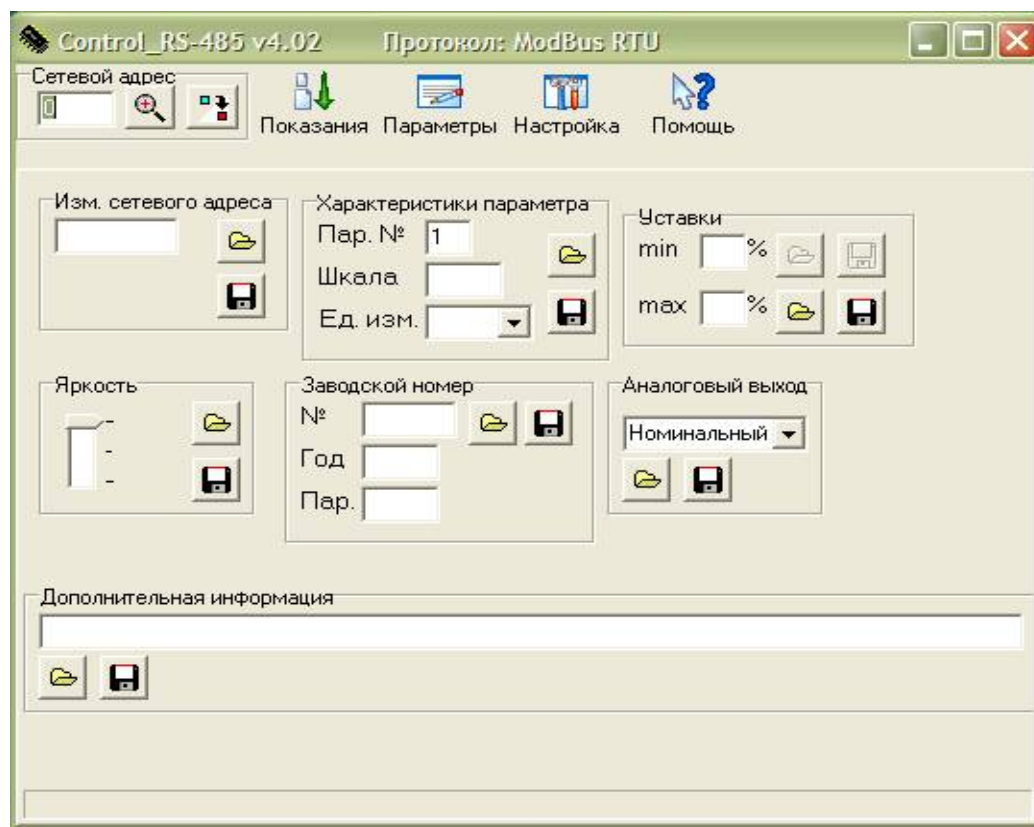 Control_RS-485 v4.02 Протокол: ModBus RTU
Сетевой адрес
0
Показания Параметры Настройка Помощь
Изм. сетевого адреса
Характеристики параметра
Пар. № 1
Шкала
Ед. изм.
Уставки
min %
max %
Яркость
Заводской номер
№
Год
Пар.
Аналоговый выход
Номинальный
Дополнительная информация